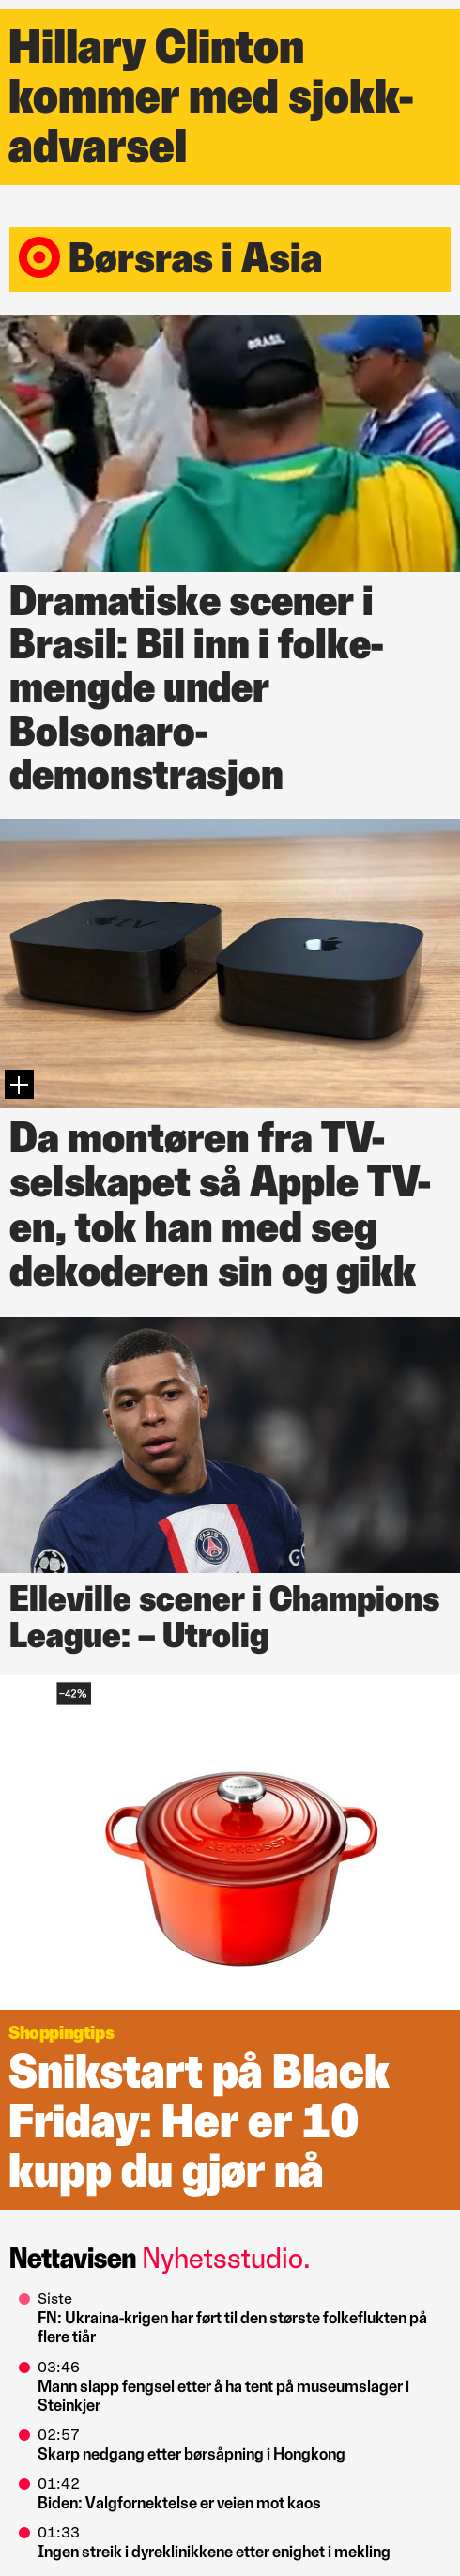 Hillary Clinton
kommer med sjokk-
advarsel
Børsras i Asia
BRASIL
Dramatiske scener i
Brasil: Bil inn i folke-
mengde under
Bolsonaro-
demonstrasjon
tv
Da montøren fra TV-
selskapet så Apple TV-
en, tok han med seg
dekoderen sin og gikk
PARIS
Elleville scener i Champions
League: – Utrolig
-42%
LE CREUSET
Shoppingtips
Snikstart på Black
Friday: Her er 10
kupp du gjør nå
Nettavisen Nyhetsstudio.
Siste
FN: Ukraina-krigen har ført til den største folkeflukten på
flere tiår
03:46
Mann slapp fengsel etter å ha tent på museumslager i
Steinkjer
02:57
Skarp nedgang etter børsåpning i Hongkong
01:42
Biden: Valgfornektelse er veien mot kaos
01:33
Ingen streik i dyreklinikkene etter enighet i mekling